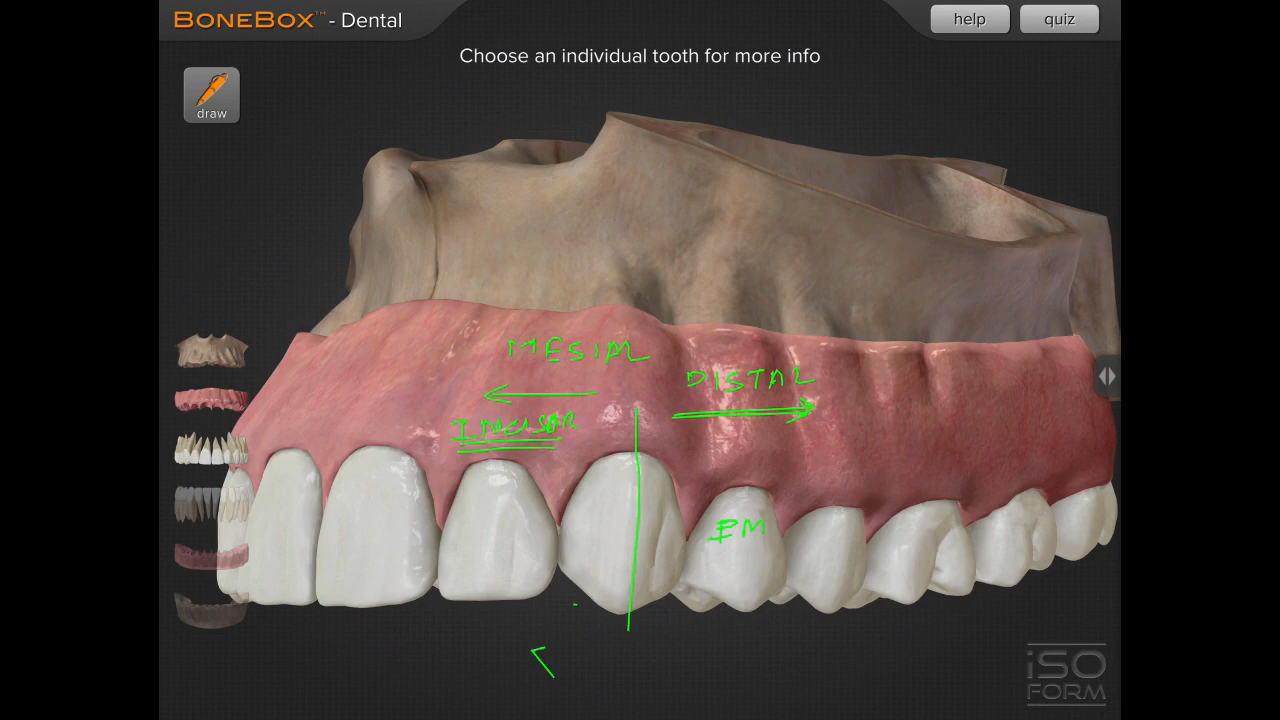 BONEBOX™ - Dental
help
quiz
Choose an individual tooth for more info
draw
MESIAL
DISTAL
PM
iSO
FORM